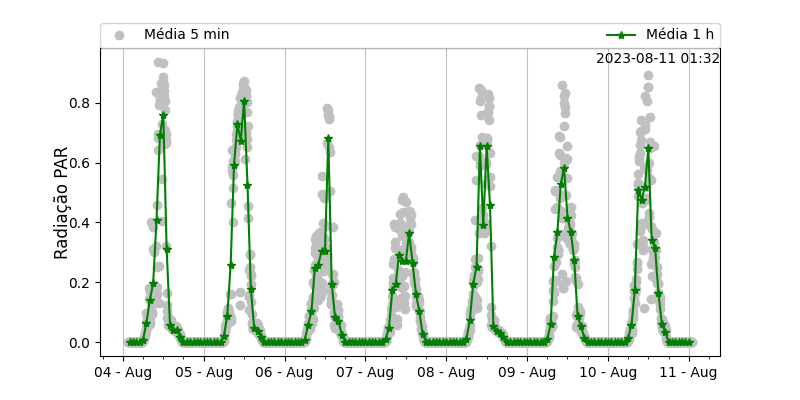 Média 5 min
Média 1 h
2023-08-11 01:32
Radiação PAR
0.8
0.6
0.4
0.2
0.0
04 - Aug
05 - Aug
06 - Aug
07 - Aug
08 - Aug
09 - Aug
10 - Aug
11 - Aug